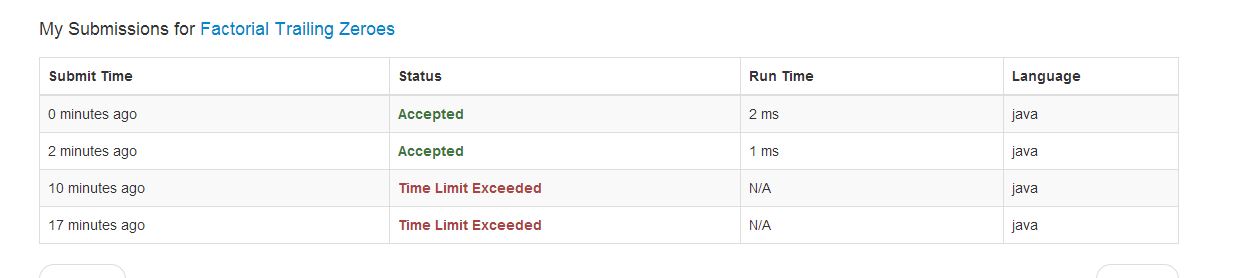 My Submissions for Factorial Trailing Zeroes
Submit Time Status Run Time Language
0 minutes ago Accepted 2 ms java
2 minutes ago Accepted 1 ms java
10 minutes ago Time Limit Exceeded N/A java
17 minutes ago Time Limit Exceeded N/A java